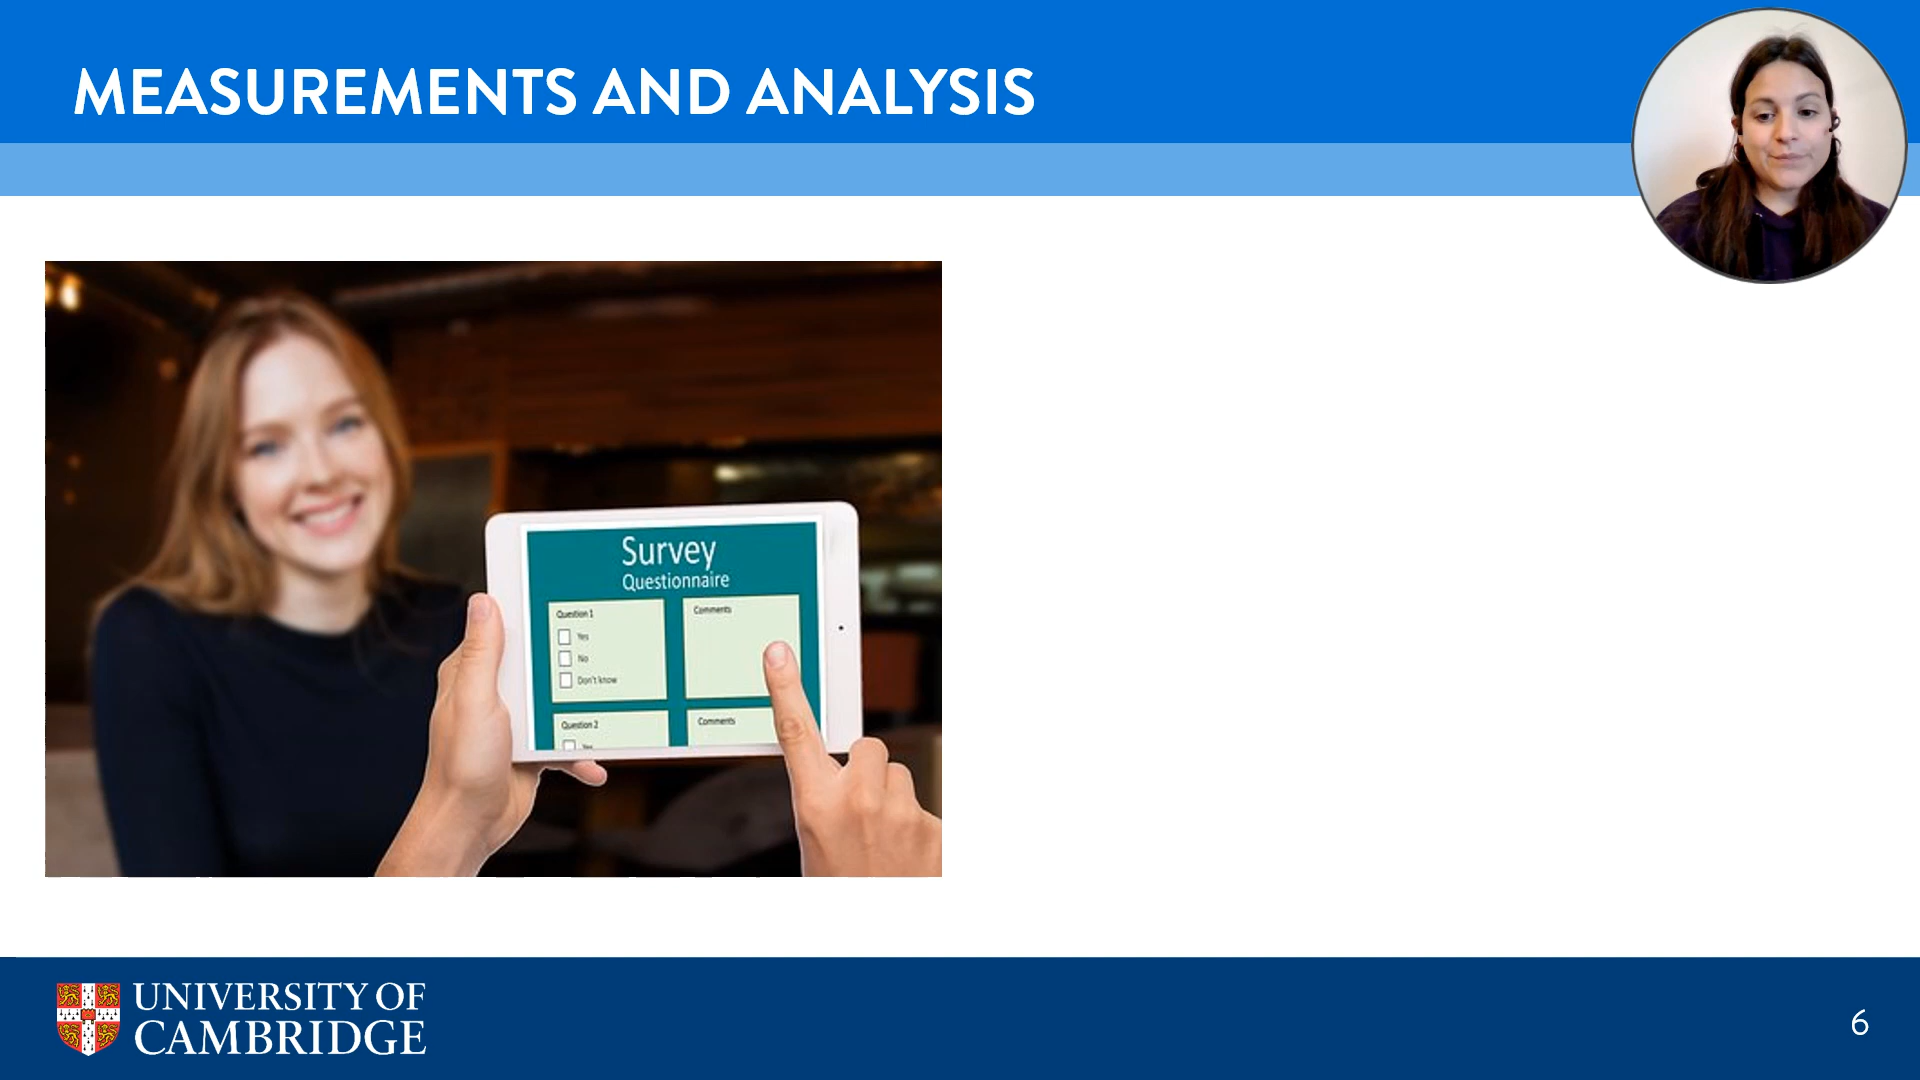 MEASUREMENTS AND ANALYSIS
Survey
Questionnaire
Question 1
Yes
No
Don't know
Comments
Question 2
Yes
Comments
UNIVERSITY OF
CAMBRIDGE
6